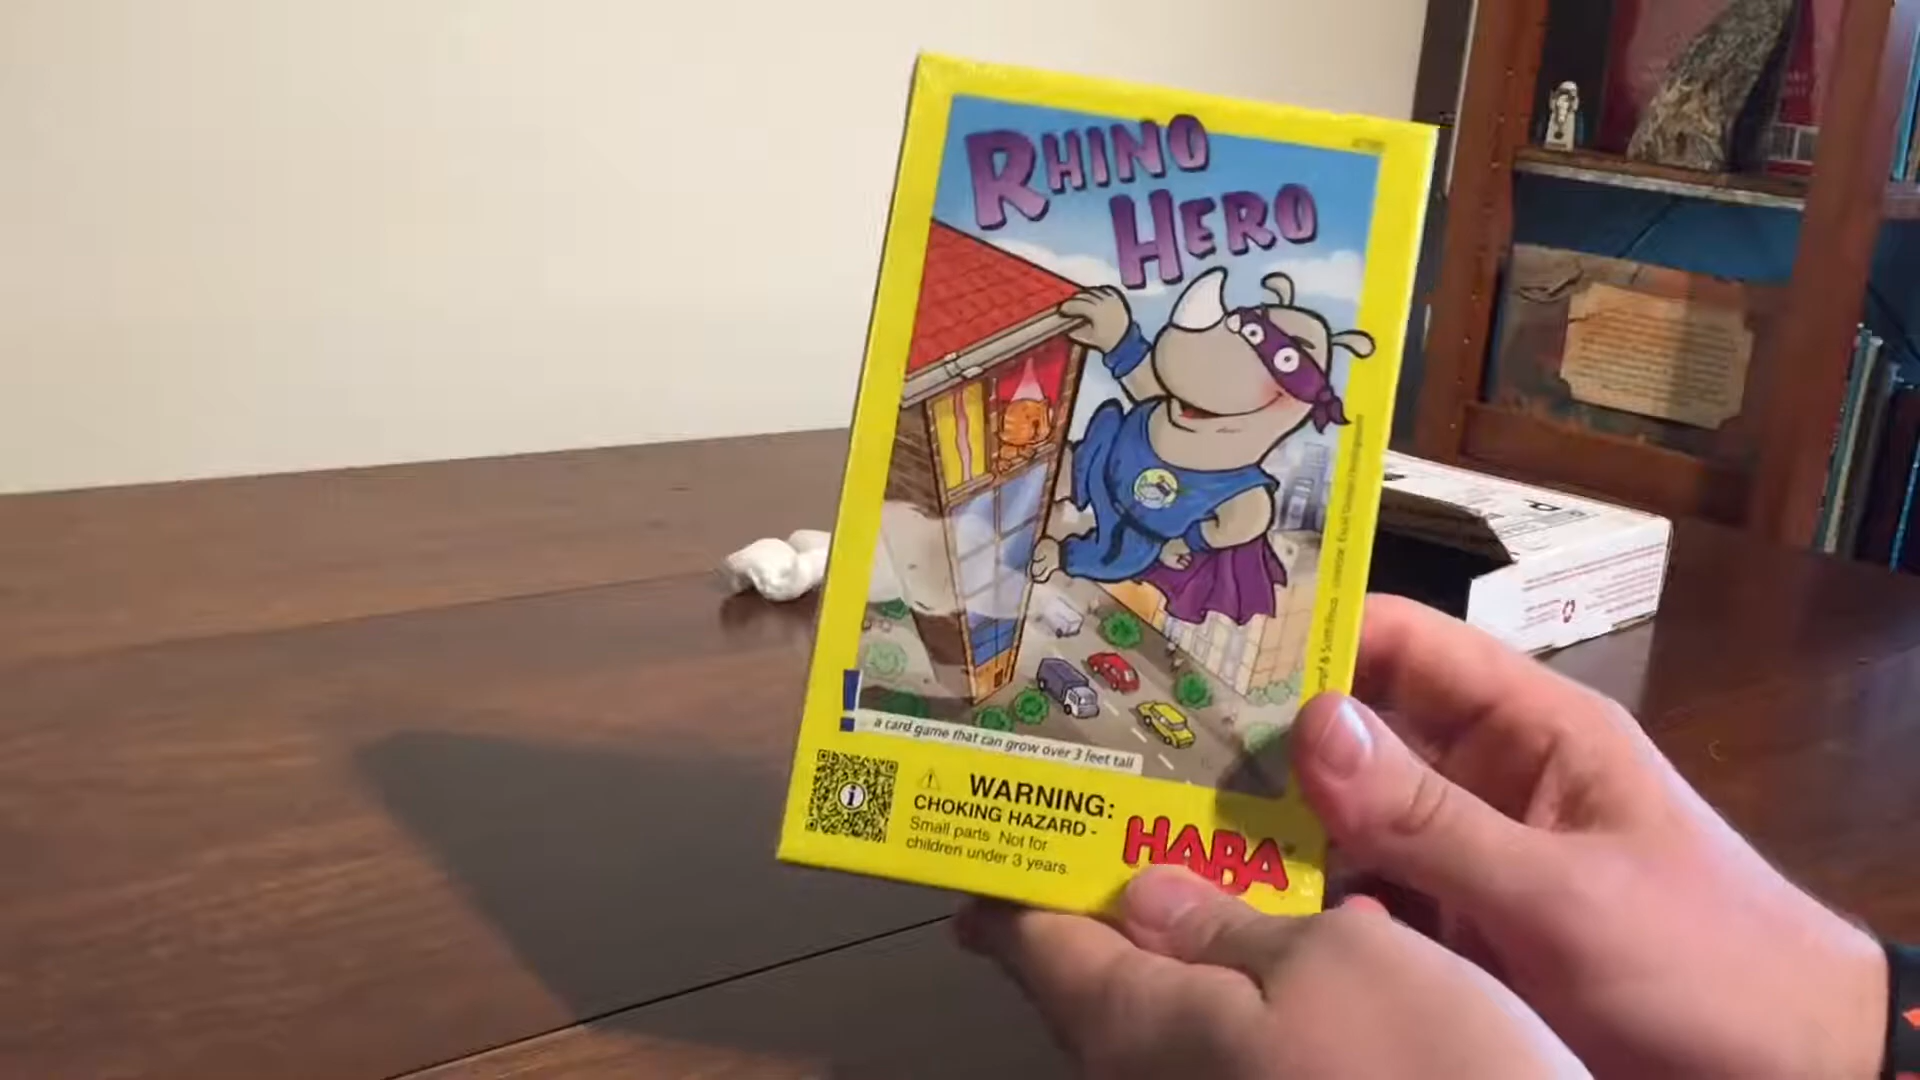 RHINO
HERO
a card game that can grow over 3 feet tall
WARNING:
CHOKING HAZARD -
Small parts Not for
children under 3 years.
HABA